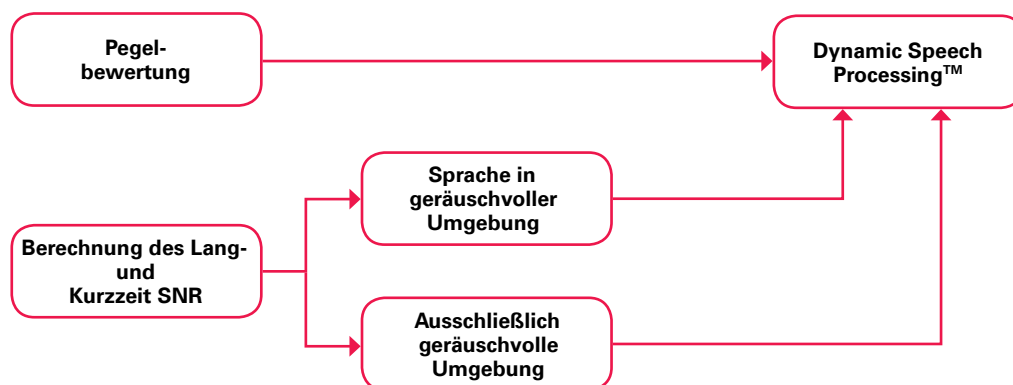 Pegel-
bewertung
Dynamic Speech
Processing™
Sprache in
geräuschvoller
Umgebung
Berechnung des Lang-
und
Kurzzeit SNR
Ausschließlich
geräuschvolle
Umgebung